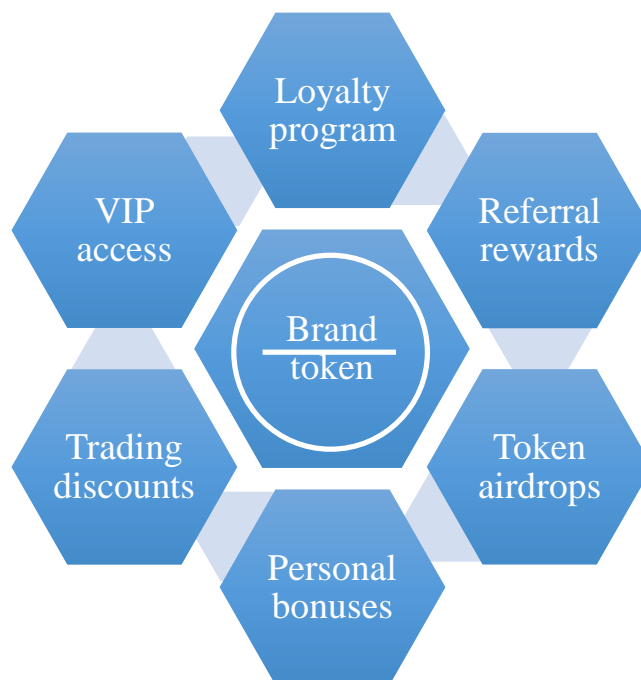 Loyalty
program
Referral
rewards
Token
airdrops
Personal
bonuses
Trading
discounts
VIP
access
Brand
token